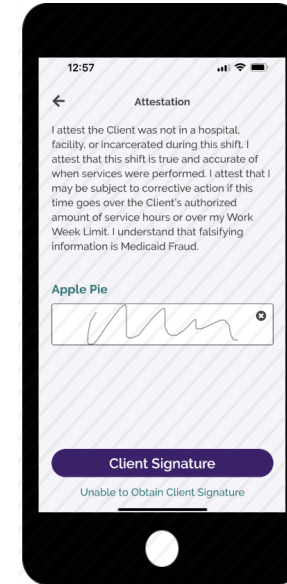 12:57
Attestation
I attest the Client was not in a hospital,
facility, or incarcerated during this shift. I
attest that this shift is true and accurate of
when services were performed. I attest that I
may be subject to corrective action if this
time goes over the Client's authorized
amount of service hours or over my Work
Week Limit. I understand that falsifying
information is Medicaid Fraud.
Apple Pie
Client Signature
Unable to Obtain Client Signature